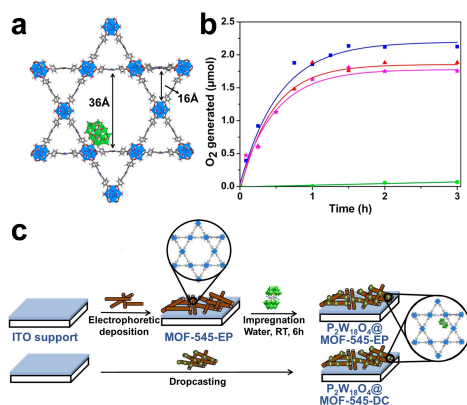 a
36Å
16Å
b
O2 generated (µmol)
2.5
2.0
1.5
1.0
0.5
0.0
0
1
2
3
Time (h)
c
ITO support
Electrophoretic
deposition
MOF-545-EP
Impregnation
Water, RT, 6h
P2W18O4@
MOF-545-EP
Dropcasting
P2W18O4@
MOF-545-DC